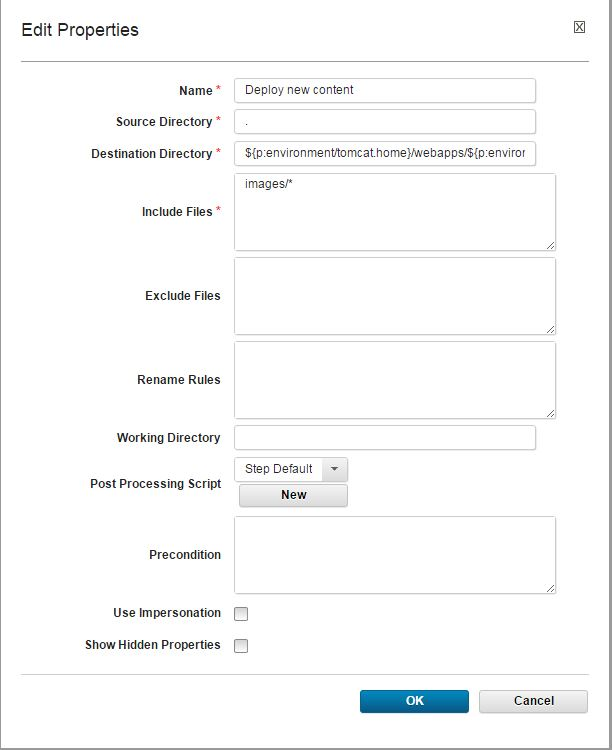 Edit Properties
Name *
Deploy new content
Source Directory *
.
Destination Directory *
${p:environment/tomcat.home}/webapps/${p:enviror
Include Files *
images/*
Exclude Files
Rename Rules
Working Directory
Post Processing Script
Step Default
New
Precondition
Use Impersonation
Show Hidden Properties
OK
Cancel